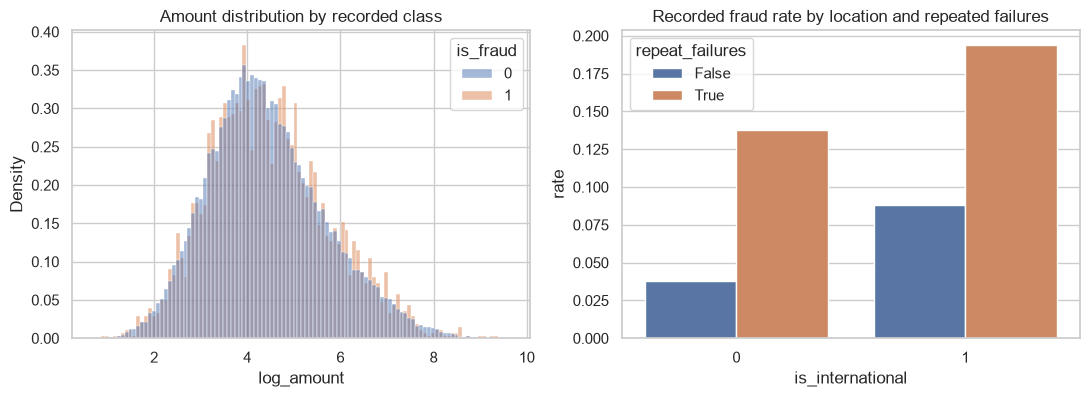 Amount distribution by recorded class
0.40
0.35
0.30
0.25
0.20
0.15
0.10
0.05
0.00
Density
is_fraud
0
1
2
4
6
8
10
log_amount
Recorded fraud rate by location and repeated failures
0.200
0.175
0.150
0.125
0.100
0.075
0.050
0.025
0.000
rate
repeat_failures
False
True
0
1
is_international